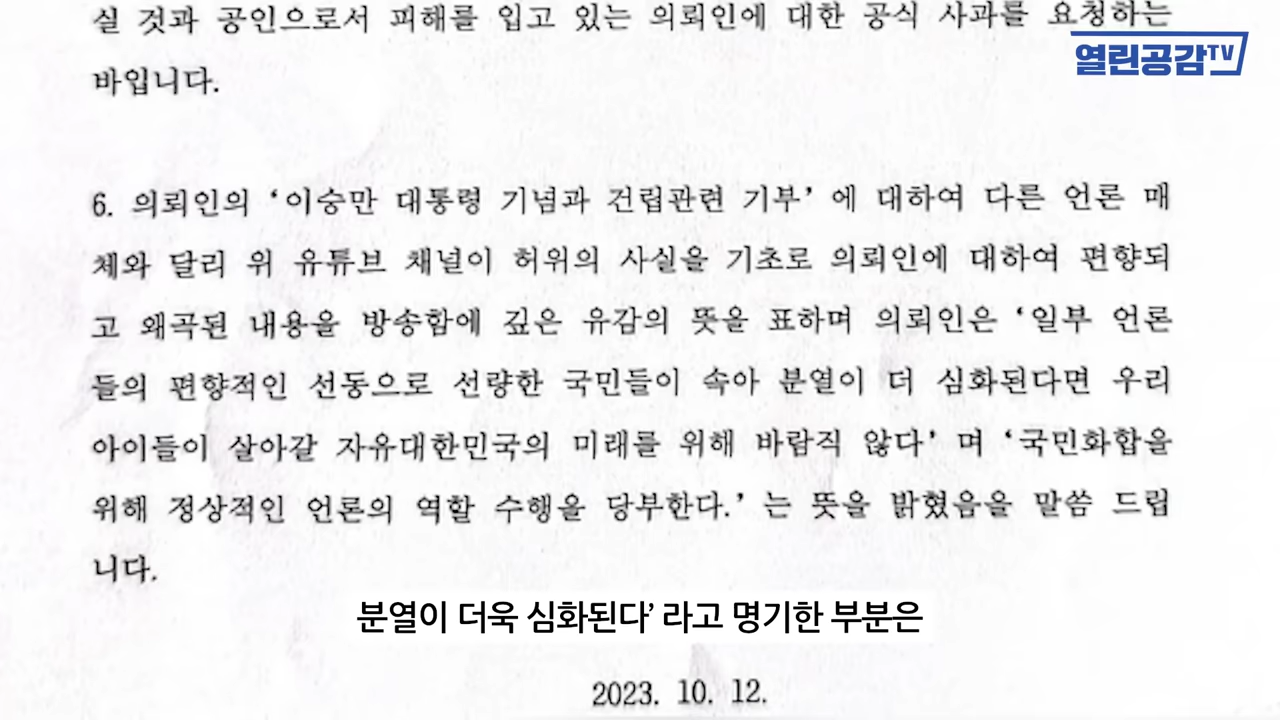 실 것과 공인으로서 피해를 입고 있는 의뢰인에 대한 공식 사과를 요청하는
열린공감TV
바입니다.
6. 의뢰인의 '이승만 대통령 기념과 건립관련 기부' 에 대하여 다른 언론 매
체와 달리 위 유튜브 채널이 허위의 사실을 기초로 의뢰인에 대하여 편향되
고 왜곡된 내용을 방송함에 깊은 유감의 뜻을 표하며 의뢰인은 '일부 언론
들의 편향적인 선동으로 선량한 국민들이 속아 분열이 더 심화된다면 우리
아이들이 살아갈 자유대한민국의 미래를 위해 바람직 않다' 며 '국민화합을
위해 정상적인 언론의 역할 수행을 당부한다.' 는 뜻을 밝혔음을 말씀 드립
니다.
분열이 더욱 심화된다' 라고 명기한 부분은
2023. 10. 12.